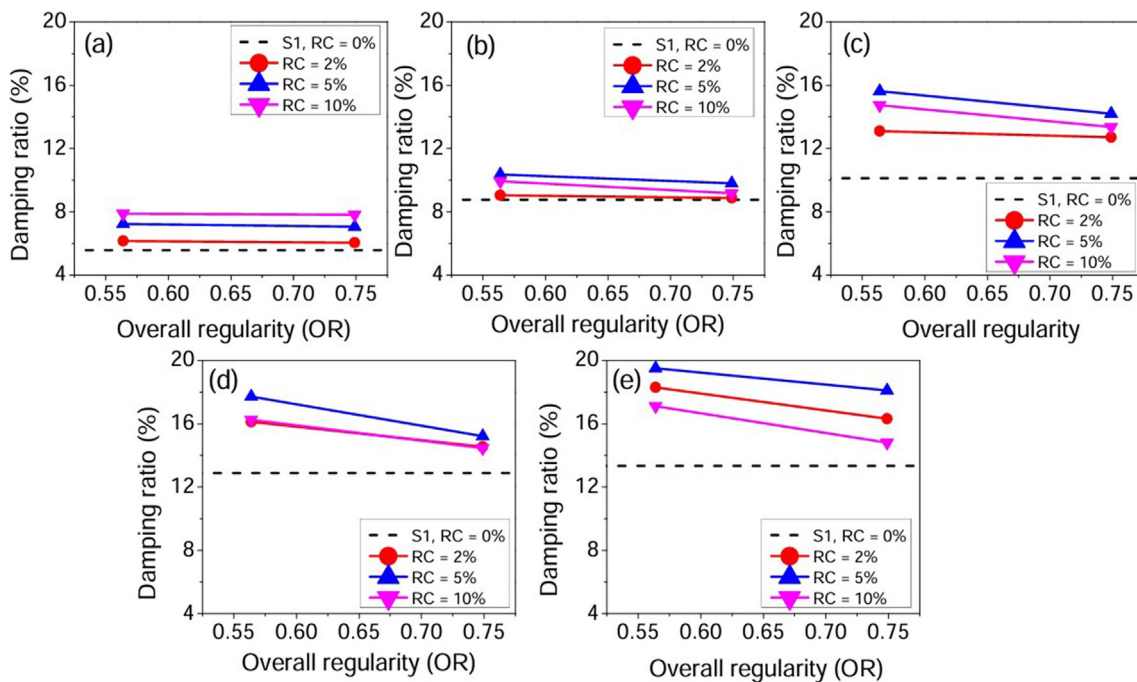 (a)
20
16
12
8
4
Damping ratio (%)
S1, RC = 0%
RC = 2%
RC = 5%
RC = 10%
0.55 0.60 0.65 0.70 0.75
Overall regularity (OR)
(b)
20
16
12
8
4
Damping ratio (%)
S1, RC = 0%
RC = 2%
RC = 5%
RC = 10%
0.55 0.60 0.65 0.70 0.75
Overall regularity (OR)
(c)
20
16
12
8
4
Damping ratio (%)
S1, RC = 0%
RC = 2%
RC = 5%
RC = 10%
0.55 0.60 0.65 0.70 0.75
Overall regularity
(d)
20
16
12
8
4
Damping ratio (%)
S1, RC = 0%
RC = 2%
RC = 5%
RC = 10%
0.55 0.60 0.65 0.70 0.75
Overall regularity (OR)
(e)
20
16
12
8
4
Damping ratio (%)
S1, RC = 0%
RC = 2%
RC = 5%
RC = 10%
0.55 0.60 0.65 0.70 0.75
Overall regularity (OR)